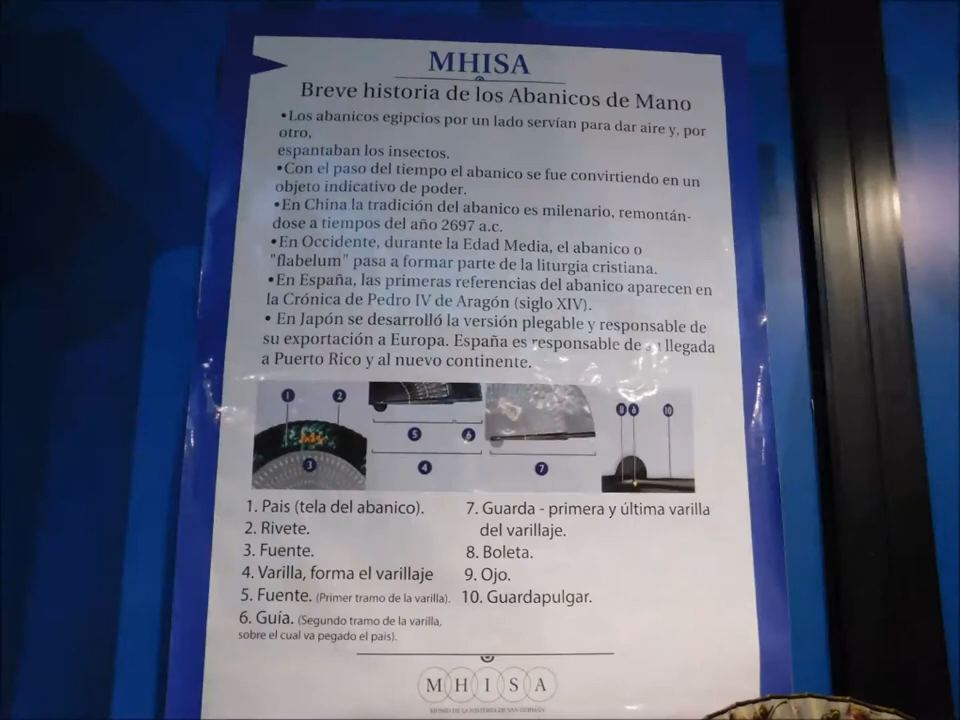 MHISA
Breve historia de los Abanicos de Mano
•Los abanicos egipcios por un lado servían para dar aire y, por
otro,
espantaban los insectos.
•Con el paso del tiempo el abanico se fue convirtiendo en un
objeto indicativo de poder.
•En China la tradición del abanico es milenario, remontán-
dose a tiempos del año 2697 a.c.
•En Occidente, durante la Edad Media, el abanico o
"flabelum" pasa a formar parte de la liturgia cristiana.
•En España, las primeras referencias del abanico aparecen en
la Crónica de Pedro IV de Aragón (siglo XIV).
• En Japón se desarrolló la versión plegable y responsable de
su exportación a Europa. España es responsable de su llegada
a Puerto Rico y al nuevo continente.
1 2 3
5 6 4
7
8 10
1. Pais (tela del abanico).
2. Rivete.
3. Fuente.
4. Varilla, forma el varillaje
5. Fuente. (Primer tramo de la varilla).
6. Guía. (Segundo tramo de la varilla,
sobre el cual va pegado el pais).
7. Guarda - primera y última varilla
del varillaje.
8. Boleta.
9. Ojo.
10. Guardapulgar.
MHISA
MUSEO DE LA HISTORIA DE SAN GERMÁN